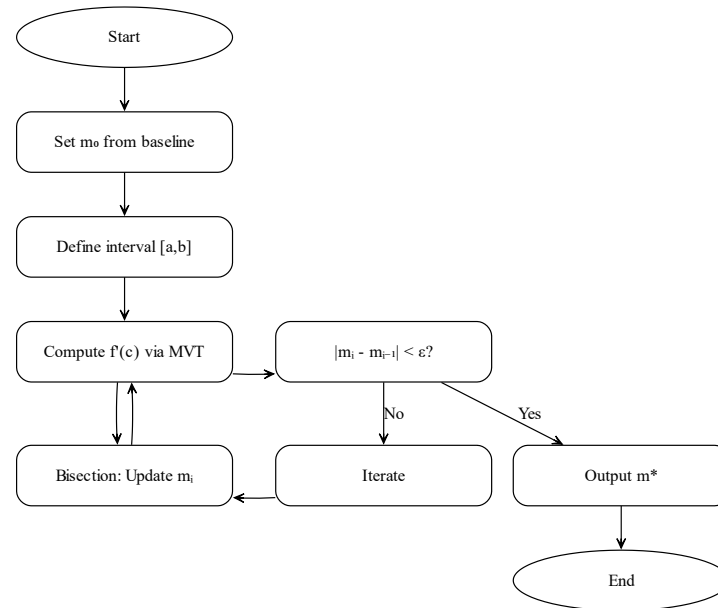 Start
Set m₀ from baseline
Define interval [a,b]
Compute f'(c) via MVT
|mᵢ - mᵢ₋₁| < ε?
No
Yes
Bisection: Update mᵢ
Iterate
Output m*
End